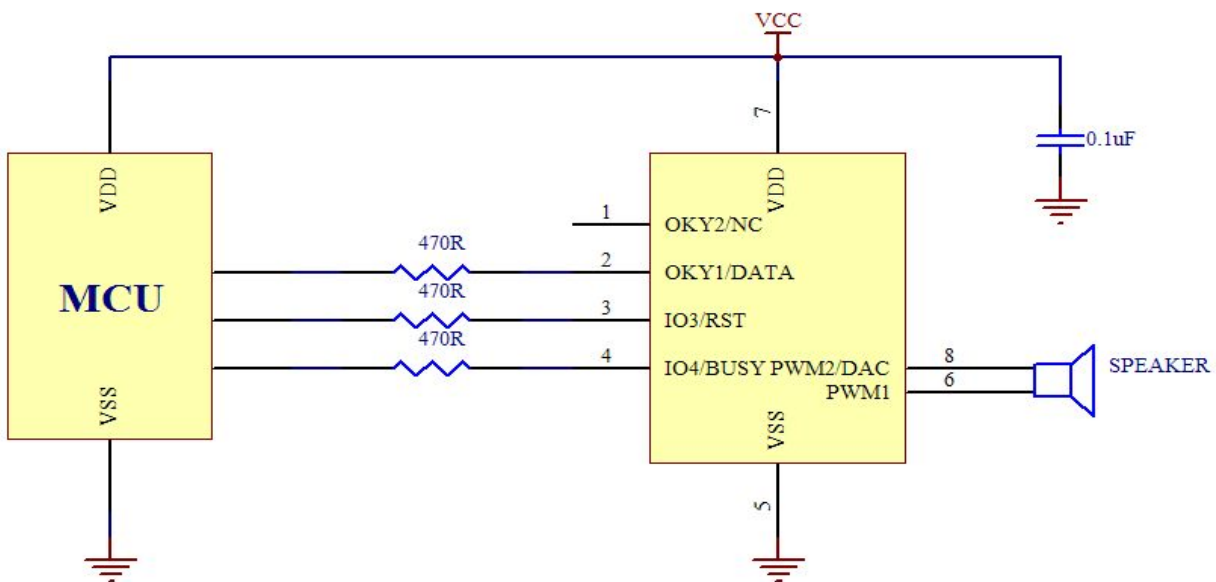 VCC
7
0.1uF
VDD
VDD
1
OKY2/NC
470R
2
OKY1/DATA
MCU
470R
3
IO3/RST
470R
4
IO4/BUSY
PWM2/DAC
8
SPEAKER
PWM1
6
VSS
VSS
5